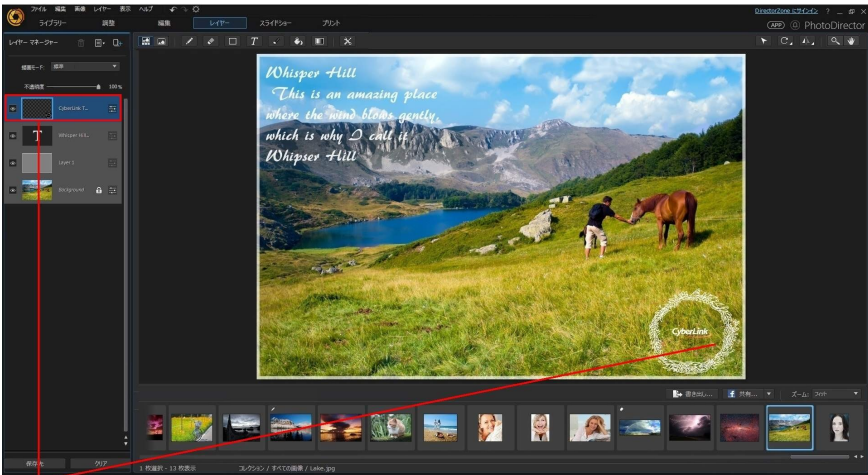 ファイル 編集 画像 レイヤー 表示 ヘルプ
DirectorZone にサインイン ?
ライブラリー 調整 編集 レイヤー スライドショー プリント
APP PhotoDirector
レイヤー マネージャー
描画モード: 標準
不透明度 100 %
CyberLink T...
T Whisper Hill...
Layer 1
Background
T
Whisper Hill
This is an amazing place
where the wind blows gently,
which is why I call it
Whipser Hill
CyberLink
書き出し... 共有... ズーム: フィット
クリア
1 枚選択 - 13 枚表示 コレクション / すべての画像 / Lake.jpg